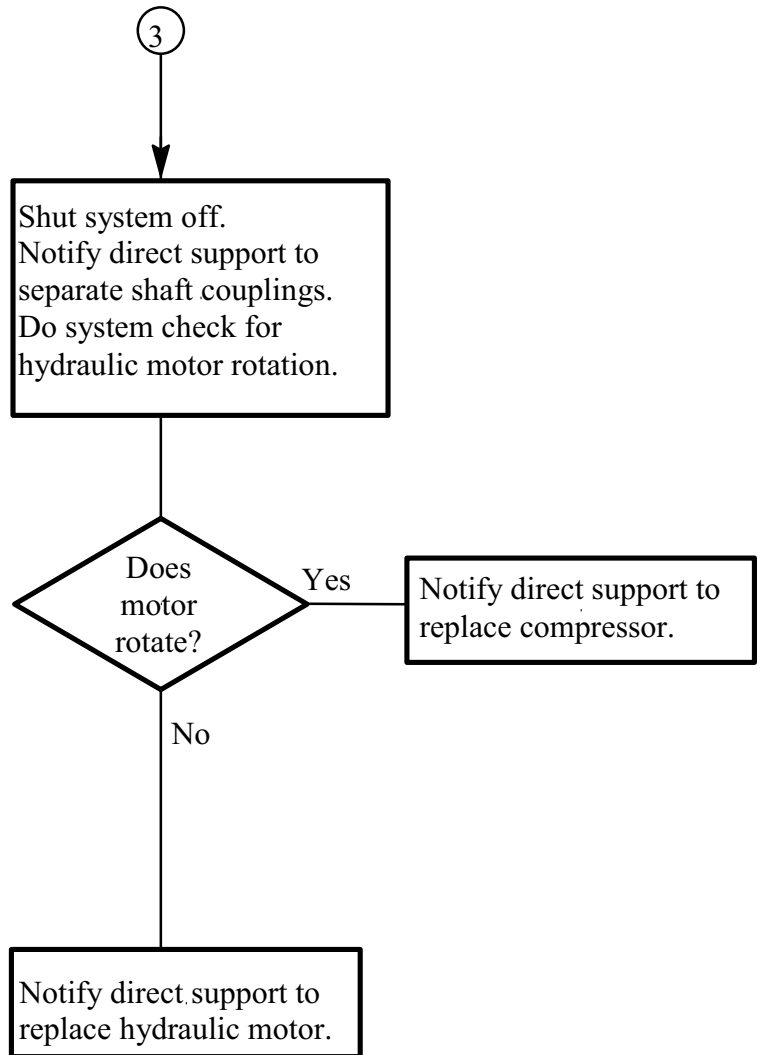 3
Shut system off.
Notify direct support to
separate shaft couplings.
Do system check for
hydraulic motor rotation.
Does
motor
rotate?
Yes
Notify direct support to
replace compressor.
No
Notify direct support to
replace hydraulic motor.